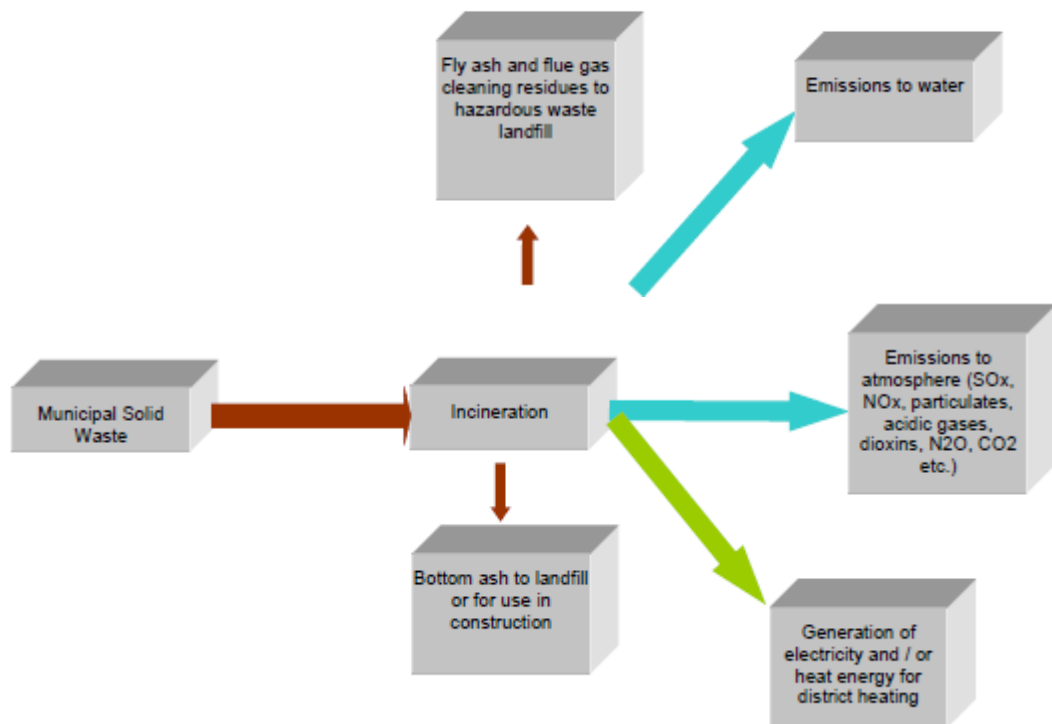 Fly ash and flue gas
cleaning residues to
hazardous waste
landfill
Emissions to water
Municipal Solid
Waste
Incineration
Emissions to
atmosphere (SOx,
NOx, particulates,
acidic gases,
dioxins, N2O, CO2
etc.)
Bottom ash to landfill
or for use in
construction
Generation of
electricity and / or
heat energy for
district heating